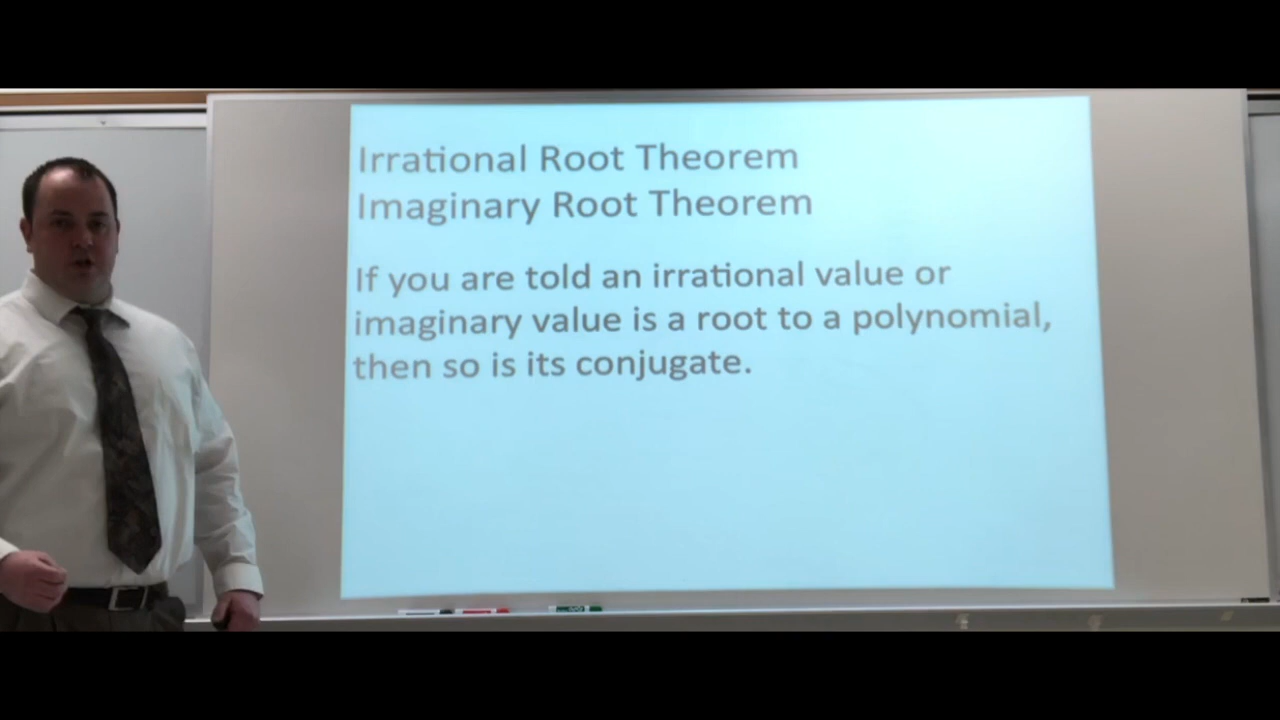 Irrational Root Theorem
Imaginary Root Theorem
If you are told an irrational value or
imaginary value is a root to a polynomial,
then so is its conjugate.